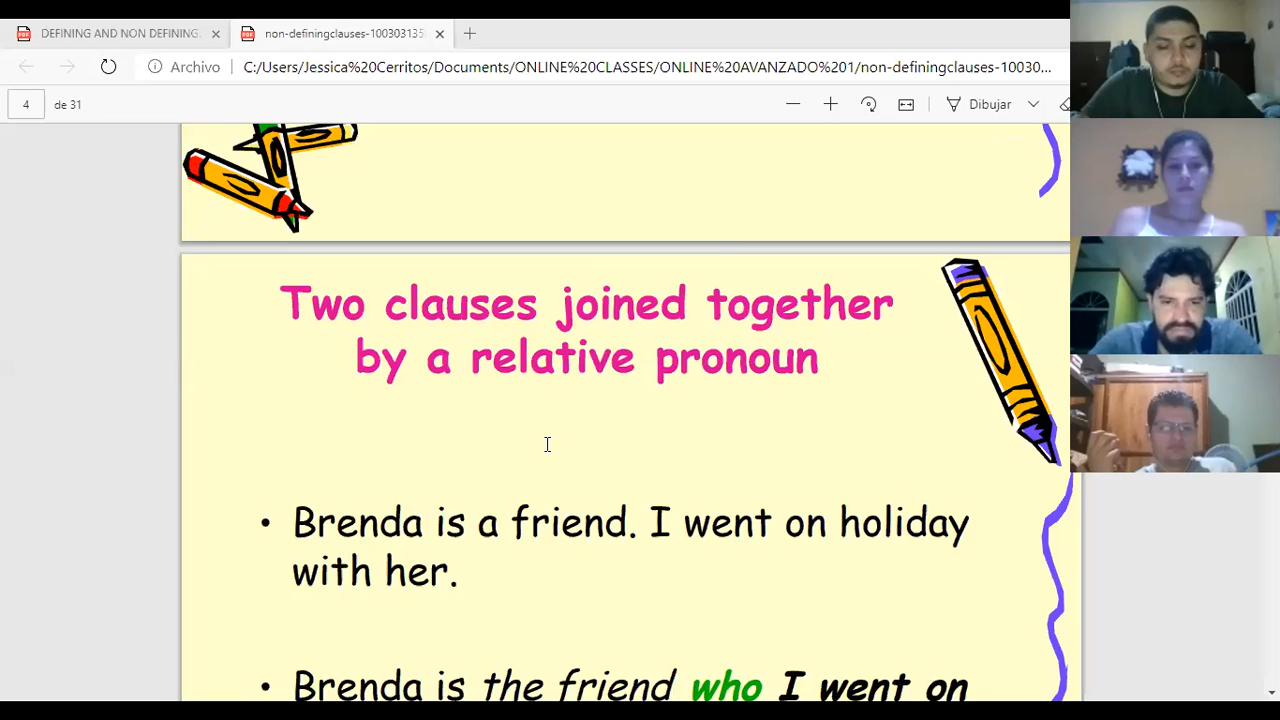 DEFINING AND NON DEFINING
non-definingclauses-100303135
Archivo
C:/Users/Jessica%20Cerritos/Documents/ONLINE%20CLASSES/ONLINE%20AVANZADO%201/non-definingclauses-10030...
4 de 31
Dibujar
Two clauses joined together
by a relative pronoun
• Brenda is a friend. I went on holiday
with her.
• Brenda is the friend who I went on